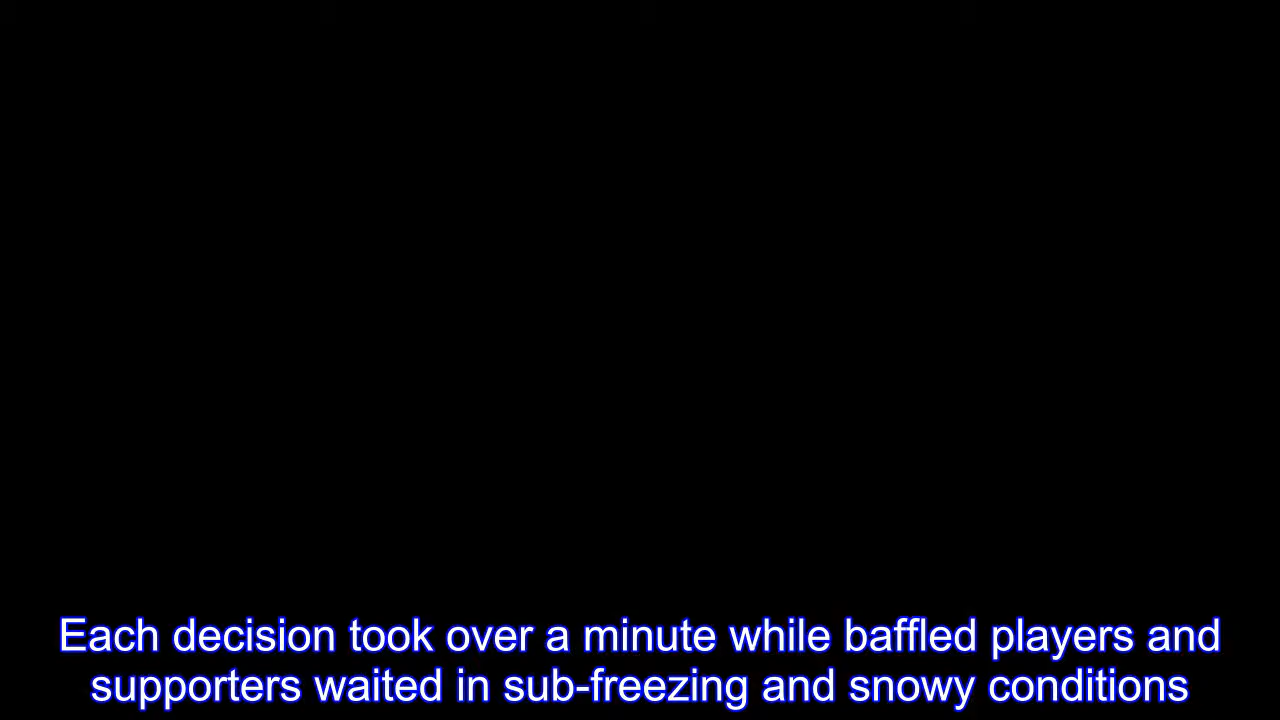 Each decision took over a minute while baffled players and
supporters waited in sub-freezing and snowy conditions